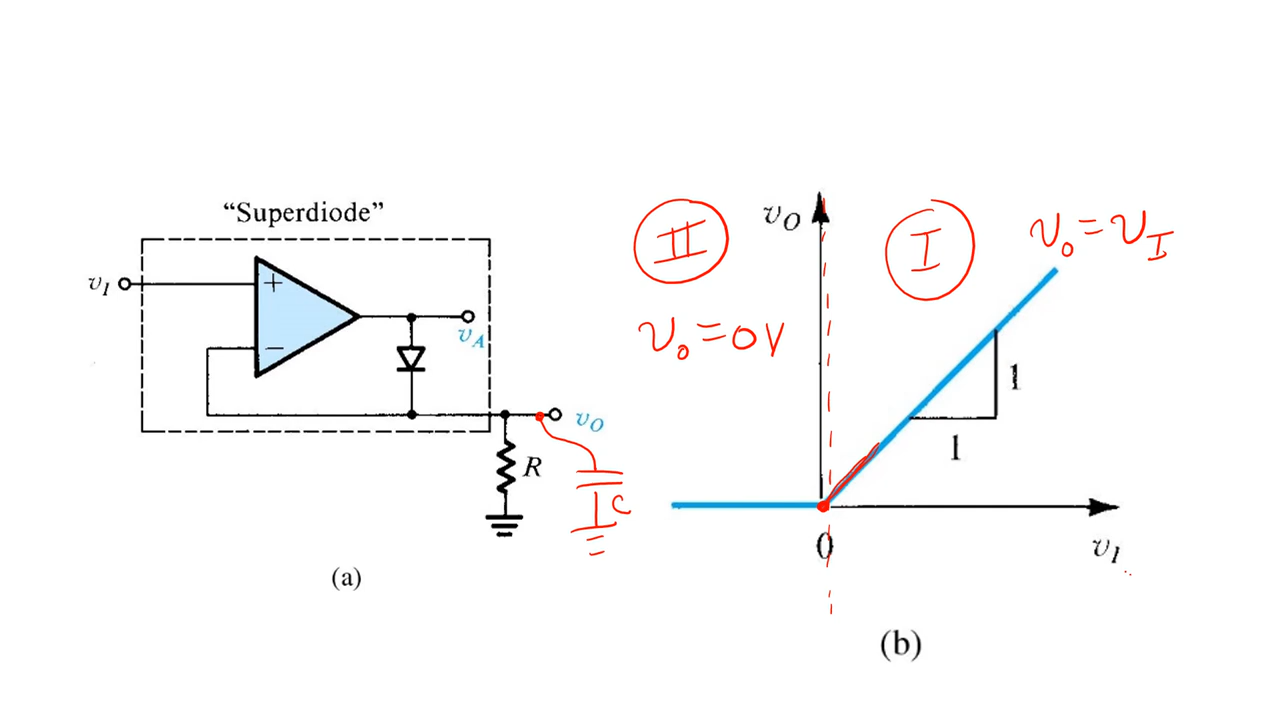 “Superdiode”
v_I
+
−
v_A
v_O
R
C
(a)
II
v_o = 0V
v_O
I
v_o = v_I
1
1
0
v_I
(b)